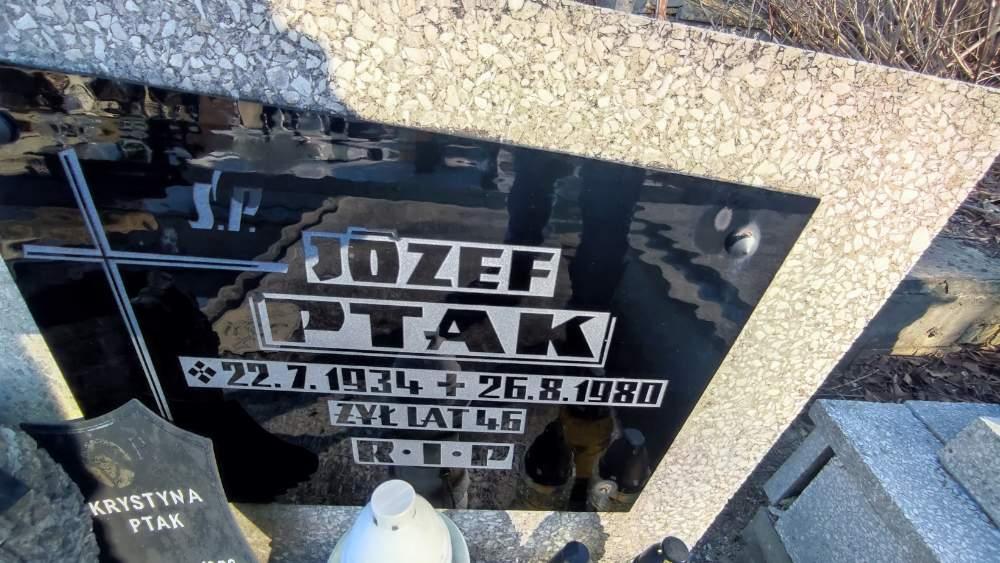 Ś.P.
JÓZEF
PTAK
22.7.1934 + 26.8.1980
ŻYŁ LAT 46
R·I·P
KRYSTYNA
PTAK